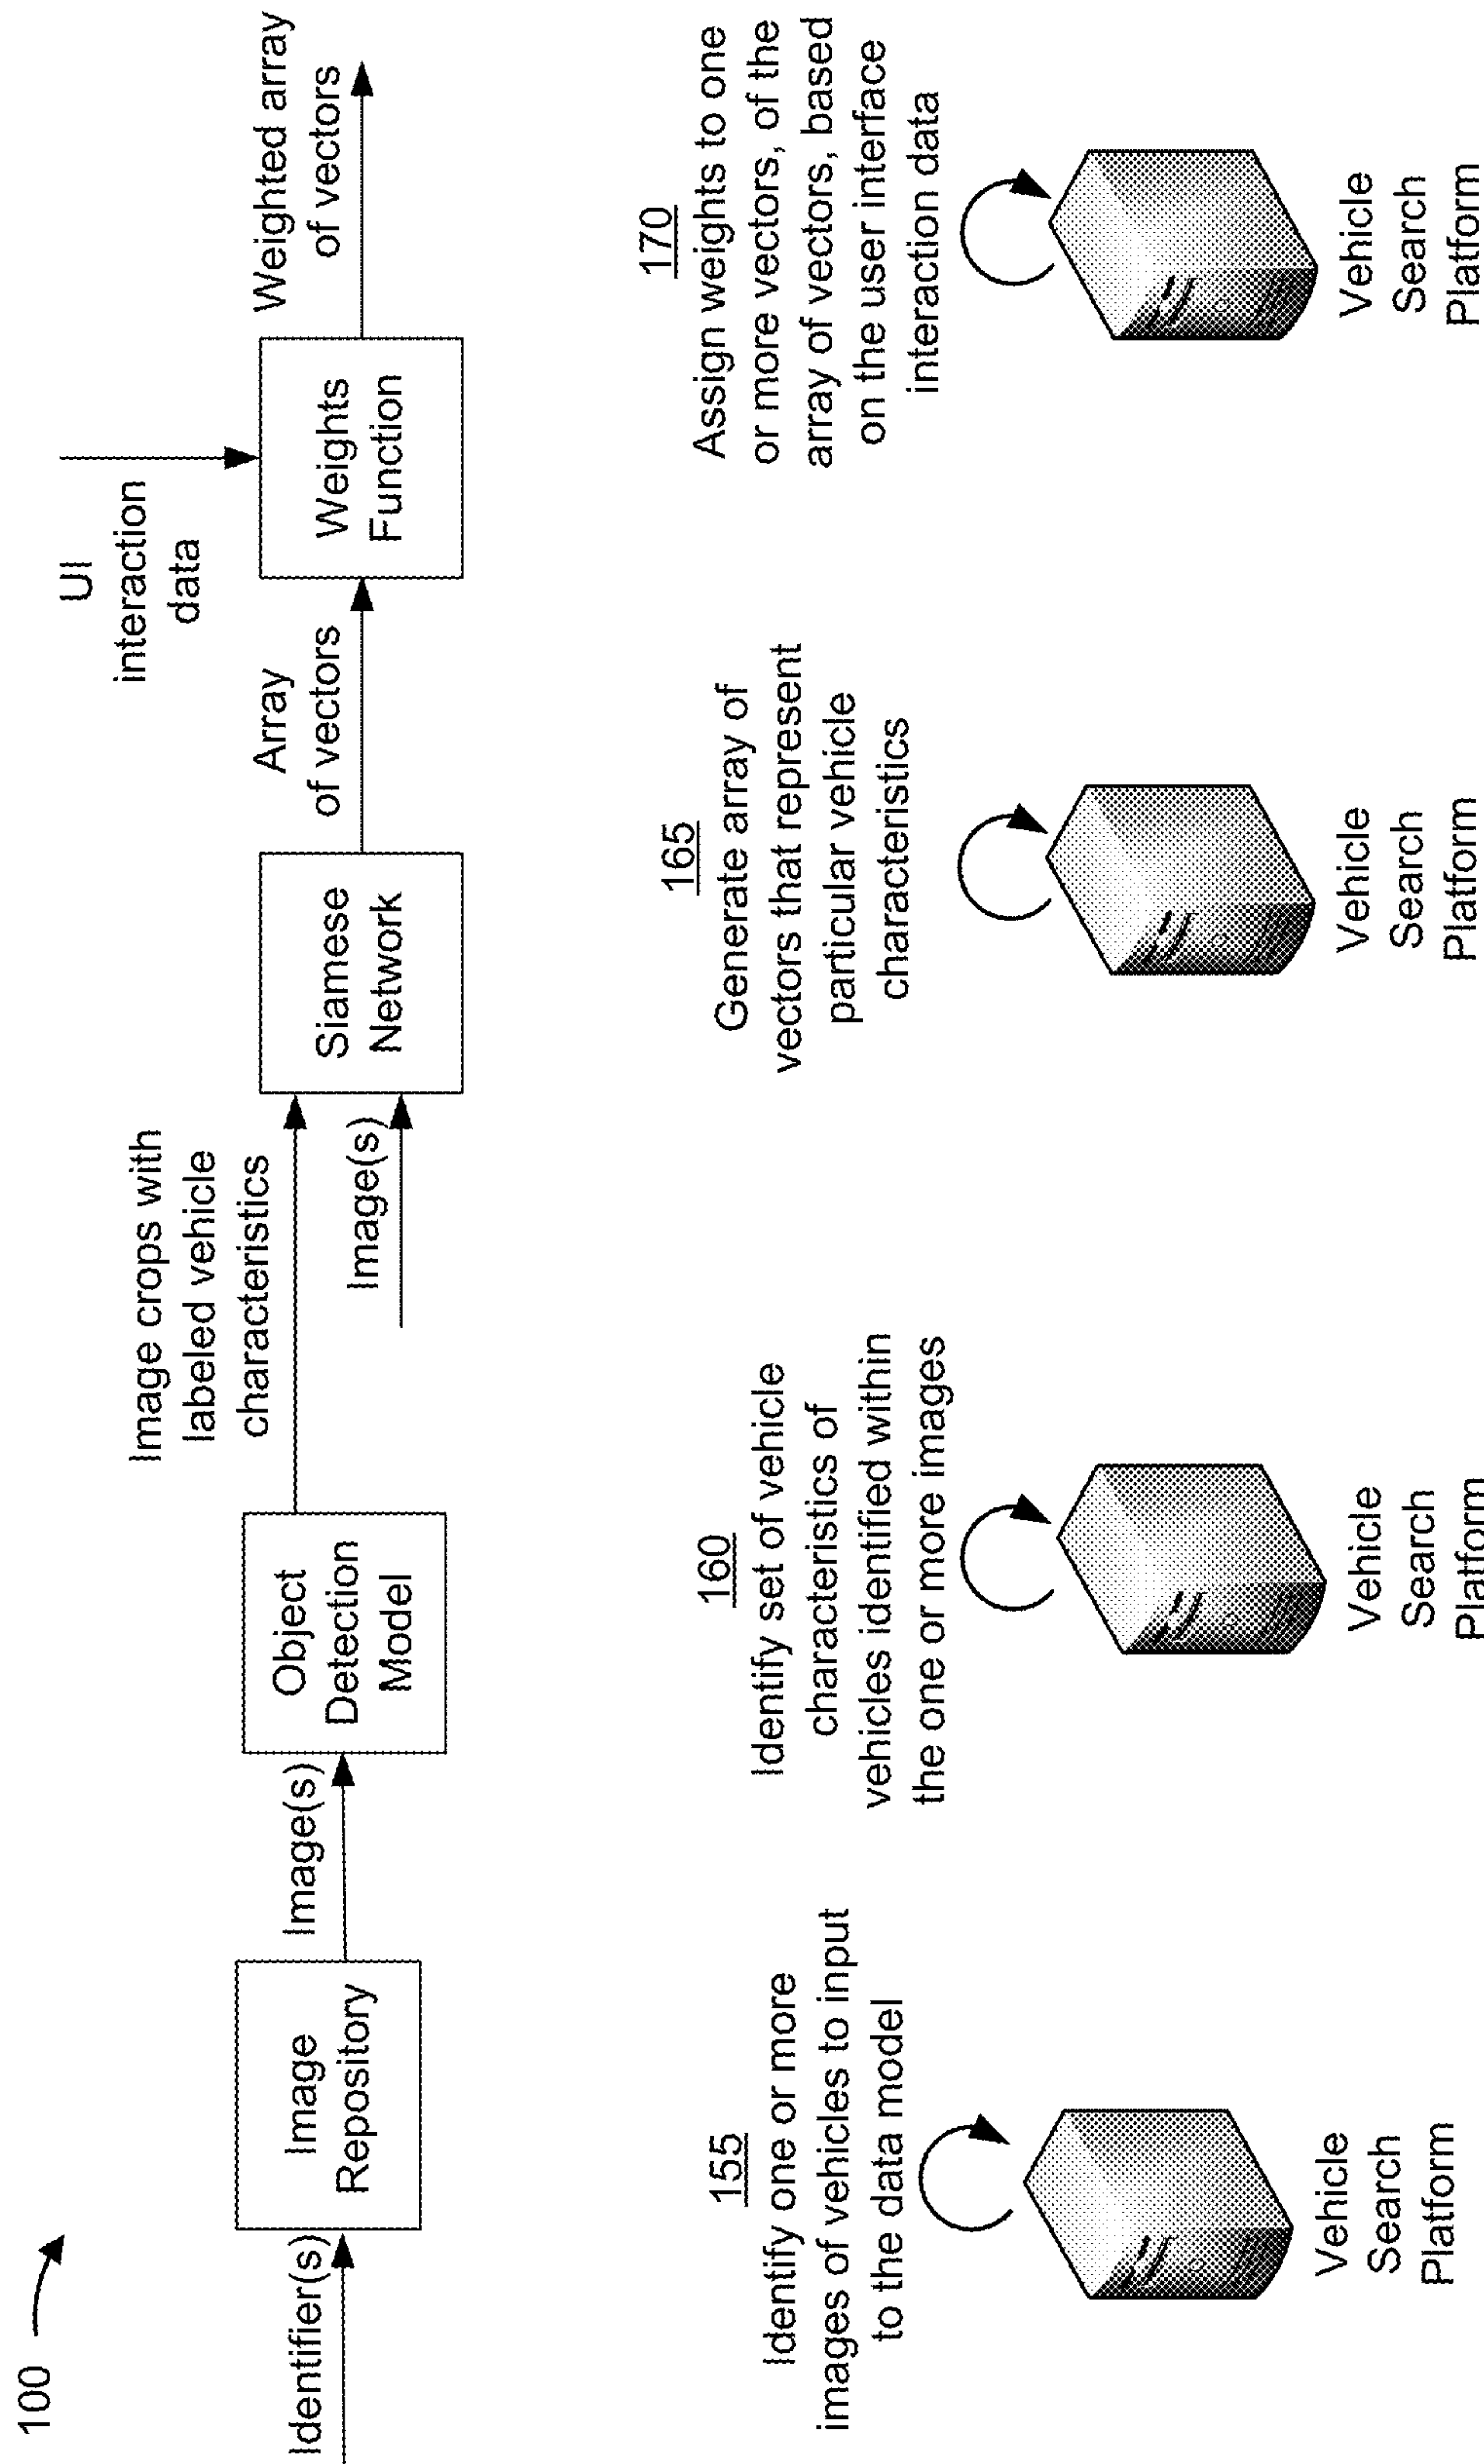 100
Identifier(s)
Image
Repository
Image(s)
Object
Detection
Model
Image crops with
labeled vehicle
characteristics
Image(s)
Siamese
Network
Array
of vectors
UI
interaction
data
Weights
Function
Weighted array
of vectors
155
Identify one or more
images of vehicles to input
to the data model
Vehicle
Search
Platform
160
Identify set of vehicle
characteristics of
vehicles identified within
the one or more images
Vehicle
Search
Platform
165
Generate array of
vectors that represent
particular vehicle
characteristics
Vehicle
Search
Platform
170
Assign weights to one
or more vectors, of the
array of vectors, based
on the user interface
interaction data
Vehicle
Search
Platform